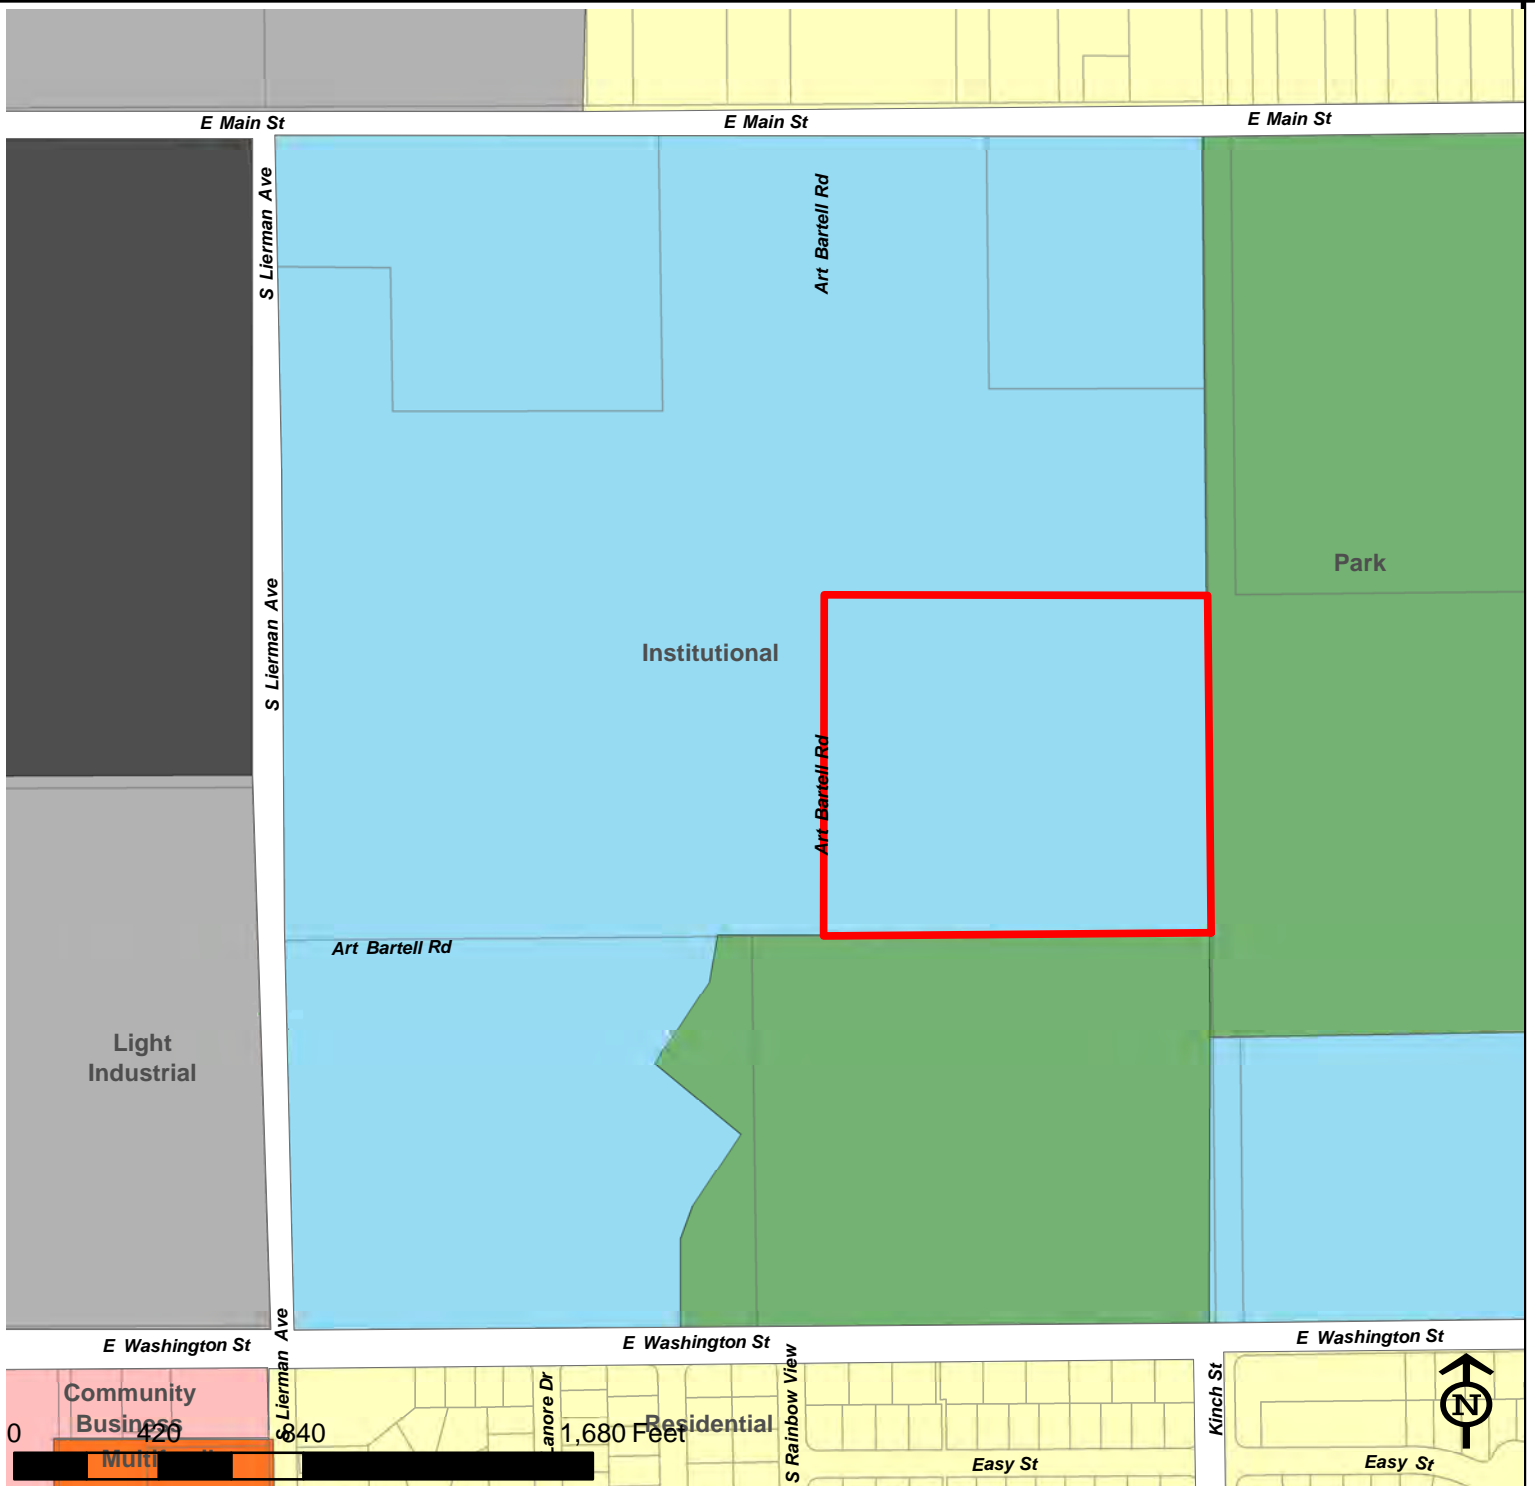 E Main St
E Main St
E Main St
S Lierman Ave
Art Bartell Rd
Park
S Lierman Ave
Institutional
Art Bartell Rd
Art Bartell Rd
Light
Industrial
S Lierman Ave
E Washington St
E Washington St
E Washington St
Community
Business
Lanore Dr
S Rainbow View
Kinch St
N
0
420
840
1,680 Feet
Residential
Easy St
Easy St